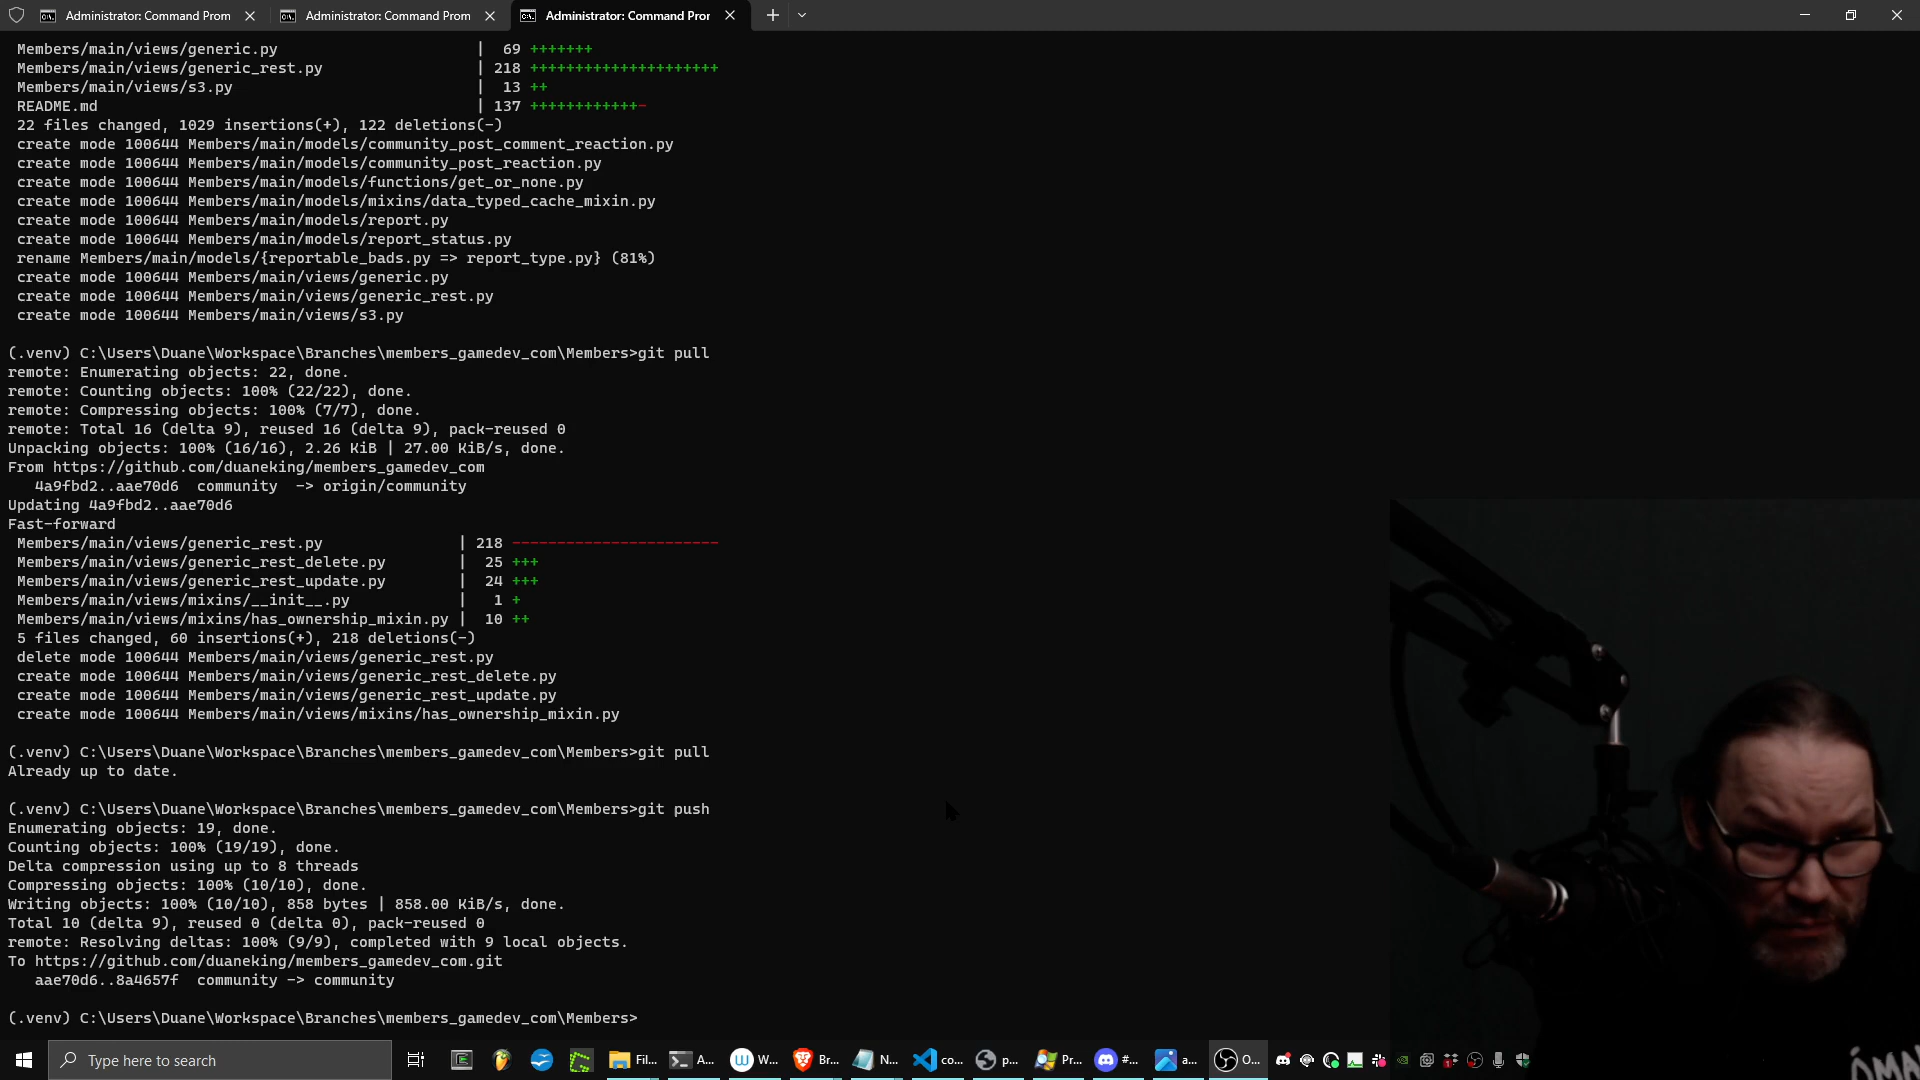 Administrator: Command Prom
Administrator: Command Prom
Administrator: Command Pror
Members/main/views/generic.py | 69 +++++++
Members/main/views/generic_rest.py | 218 +++++++++++++++++++++
Members/main/views/s3.py | 13 ++
README.md | 137 ++++++++++++-
22 files changed, 1029 insertions(+), 122 deletions(-)
create mode 100644 Members/main/models/community_post_comment_reaction.py
create mode 100644 Members/main/models/community_post_reaction.py
create mode 100644 Members/main/models/functions/get_or_none.py
create mode 100644 Members/main/models/mixins/data_typed_cache_mixin.py
create mode 100644 Members/main/models/report.py
create mode 100644 Members/main/models/report_status.py
rename Members/main/models/{reportable_bads.py => report_type.py} (81%)
create mode 100644 Members/main/views/generic.py
create mode 100644 Members/main/views/generic_rest.py
create mode 100644 Members/main/views/s3.py
(.venv) C:\Users\Duane\Workspace\Branches\members_gamedev_com\Members>git pull
remote: Enumerating objects: 22, done.
remote: Counting objects: 100% (22/22), done.
remote: Compressing objects: 100% (7/7), done.
remote: Total 16 (delta 9), reused 16 (delta 9), pack-reused 0
Unpacking objects: 100% (16/16), 2.26 KiB | 27.00 KiB/s, done.
From https://github.com/duaneking/members_gamedev_com
4a9fbd2..aae70d6 community -> origin/community
Updating 4a9fbd2..aae70d6
Fast-forward
Members/main/views/generic_rest.py | 218 -----------------------
Members/main/views/generic_rest_delete.py | 25 +++
Members/main/views/generic_rest_update.py | 24 +++
Members/main/views/mixins/__init__.py | 1 +
Members/main/views/mixins/has_ownership_mixin.py | 10 ++
5 files changed, 60 insertions(+), 218 deletions(-)
delete mode 100644 Members/main/views/generic_rest.py
create mode 100644 Members/main/views/generic_rest_delete.py
create mode 100644 Members/main/views/generic_rest_update.py
create mode 100644 Members/main/views/mixins/has_ownership_mixin.py
(.venv) C:\Users\Duane\Workspace\Branches\members_gamedev_com\Members>git pull
Already up to date.
(.venv) C:\Users\Duane\Workspace\Branches\members_gamedev_com\Members>git push
Enumerating objects: 19, done.
Counting objects: 100% (19/19), done.
Delta compression using up to 8 threads
Compressing objects: 100% (10/10), done.
Writing objects: 100% (10/10), 858 bytes | 858.00 KiB/s, done.
Total 10 (delta 9), reused 0 (delta 0), pack-reused 0
remote: Resolving deltas: 100% (9/9), completed with 9 local objects.
To https://github.com/duaneking/members_gamedev_com.git
aae70d6..8a4657f community -> community
(.venv) C:\Users\Duane\Workspace\Branches\members_gamedev_com\Members>
Type here to search
Fil...
A...
W...
Br...
N...
co...
p...
Pr...
#...
a...
O...